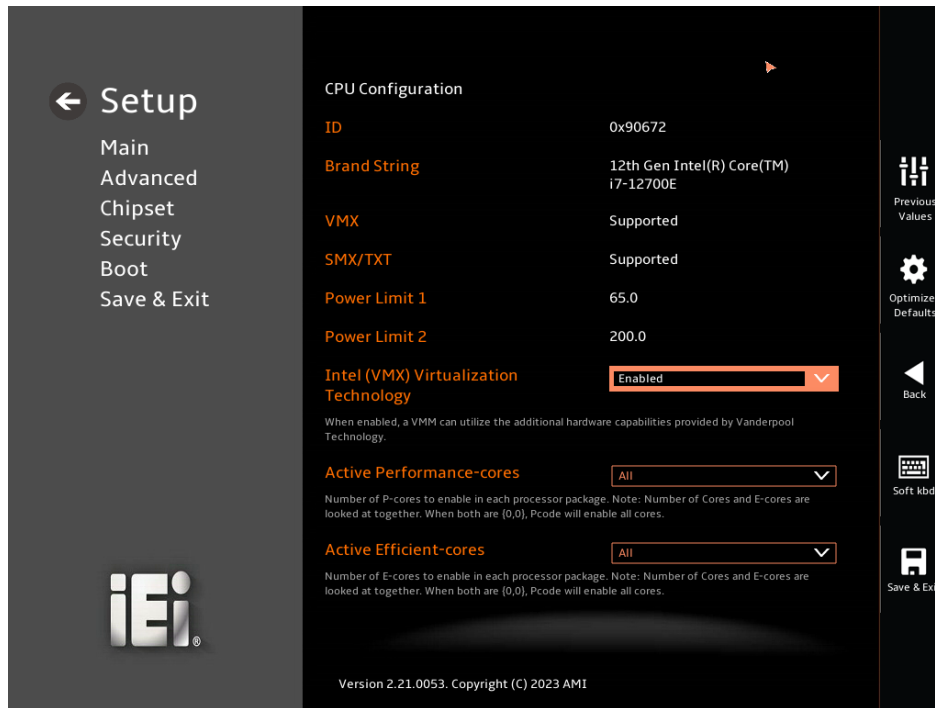 Setup
Main
Advanced
Chipset
Security
Boot
Save & Exit
iEi®
CPU Configuration
ID
0x90672
Brand String
12th Gen Intel(R) Core(TM)
i7-12700E
VMX
Supported
SMX/TXT
Supported
Power Limit 1
65.0
Power Limit 2
200.0
Intel (VMX) Virtualization
Technology
Enabled
When enabled, a VMM can utilize the additional hardware capabilities provided by Vanderpool
Technology.
Active Performance-cores
All
Number of P-cores to enable in each processor package. Note: Number of Cores and E-cores are
looked at together. When both are {0,0}, Pcode will enable all cores.
Active Efficient-cores
All
Number of E-cores to enable in each processor package. Note: Number of Cores and E-cores are
looked at together. When both are {0,0}, Pcode will enable all cores.
Version 2.21.0053. Copyright (C) 2023 AMI
Previous
Values
Optimize
Defaults
Back
Soft kbd
Save & Exi